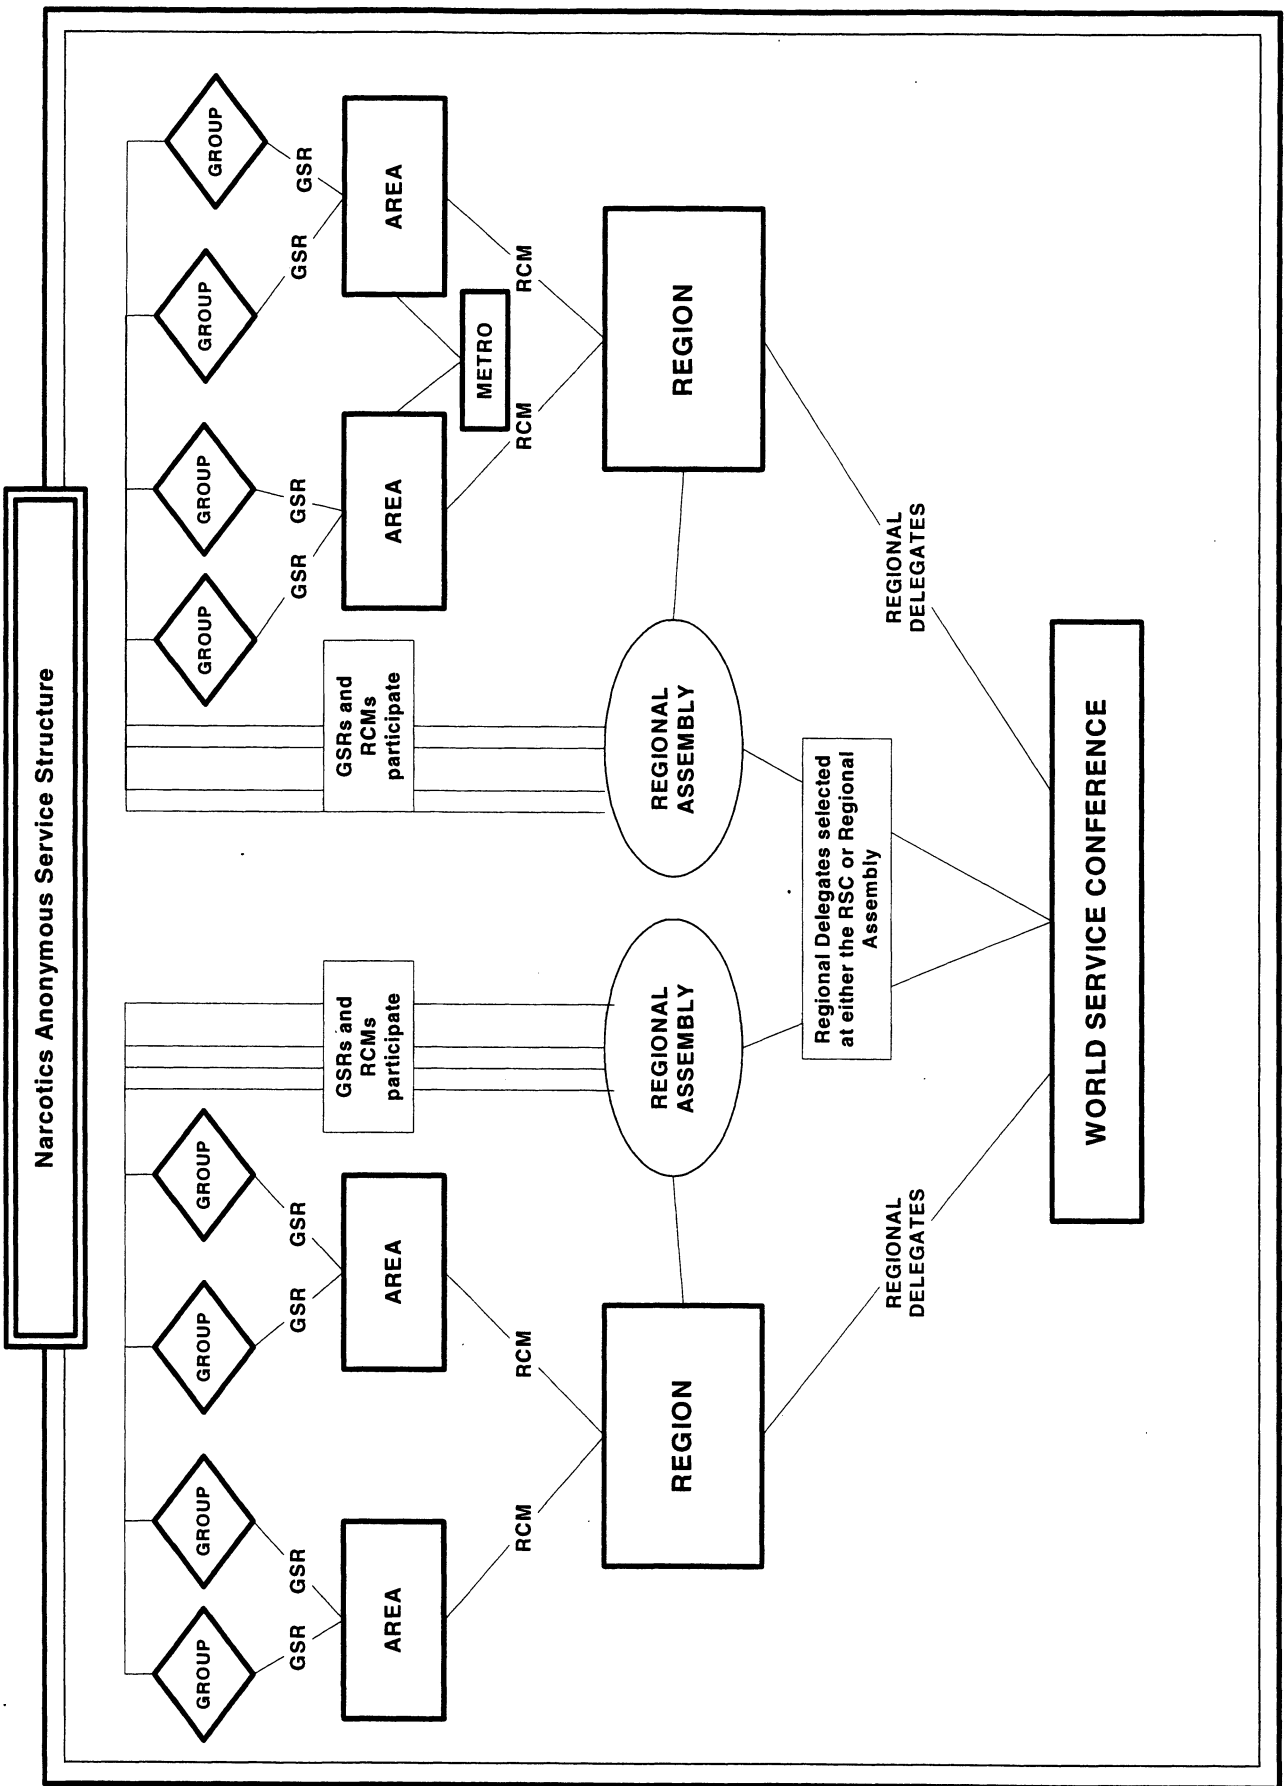 Narcotics Anonymous Service Structure
GROUP
GROUP
GROUP
GROUP
GROUP
GROUP
GROUP
GROUP
GSR
GSR
GSR
GSR
GSR
GSR
GSR
GSR
AREA
AREA
GSRs and
RCMs
participate
GSRs and
RCMs
participate
AREA
AREA
METRO
RCM
RCM
RCM
RCM
REGION
REGIONAL
ASSEMBLY
REGIONAL
ASSEMBLY
REGION
Regional Delegates selected
at either the RSC or Regional
Assembly
REGIONAL
DELEGATES
REGIONAL
DELEGATES
WORLD SERVICE CONFERENCE